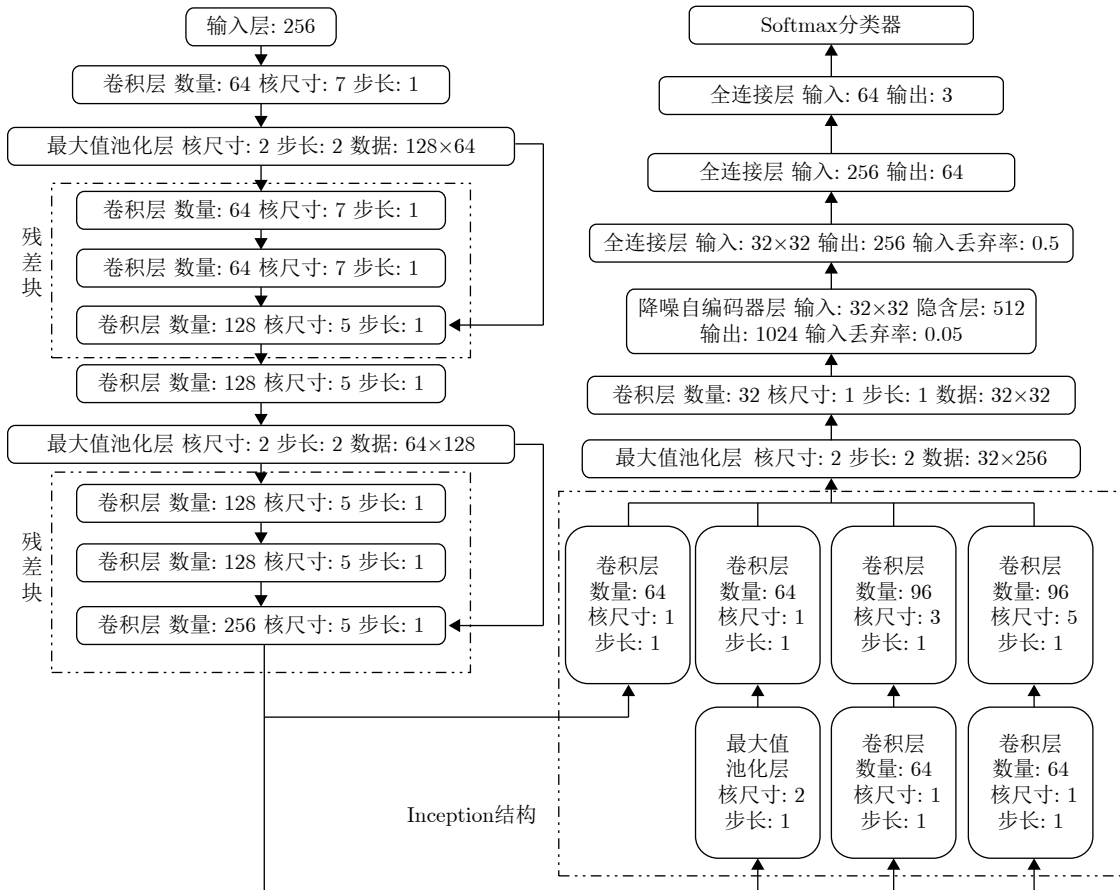 输入层: 256
卷积层 数量: 64 核尺寸: 7 步长: 1
最大值池化层 核尺寸: 2 步长: 2 数据: 128×64
残差块
卷积层 数量: 64 核尺寸: 7 步长: 1
卷积层 数量: 64 核尺寸: 7 步长: 1
卷积层 数量: 128 核尺寸: 5 步长: 1
卷积层 数量: 128 核尺寸: 5 步长: 1
最大值池化层 核尺寸: 2 步长: 2 数据: 64×128
残差块
卷积层 数量: 128 核尺寸: 5 步长: 1
卷积层 数量: 128 核尺寸: 5 步长: 1
卷积层 数量: 256 核尺寸: 5 步长: 1
Inception结构
Softmax分类器
全连接层 输入: 64 输出: 3
全连接层 输入: 256 输出: 64
全连接层 输入: 32×32 输出: 256 输入丢弃率: 0.5
降噪自编码器层 输入: 32×32 隐含层: 512
输出: 1024 输入丢弃率: 0.05
卷积层 数量: 32 核尺寸: 1 步长: 1 数据: 32×32
最大值池化层 核尺寸: 2 步长: 2 数据: 32×256
卷积层
数量: 64
核尺寸: 1
步长: 1
卷积层
数量: 64
核尺寸: 1
步长: 1
卷积层
数量: 96
核尺寸: 3
步长: 1
卷积层
数量: 96
核尺寸: 5
步长: 1
最大值
池化层
核尺寸: 2
步长: 1
卷积层
数量: 64
核尺寸: 1
步长: 1
卷积层
数量: 64
核尺寸: 1
步长: 1